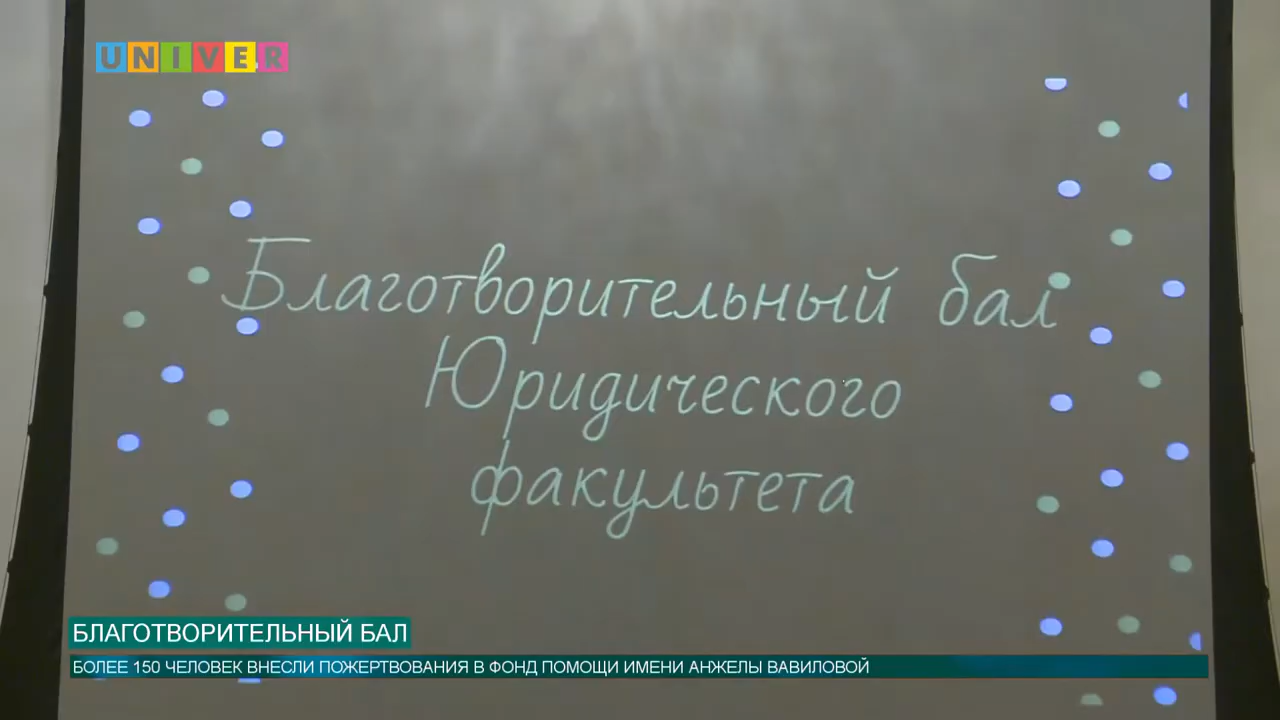 UNIVER
Благотворительный бал
Юридического
факультета
БЛАГОТВОРИТЕЛЬНЫЙ БАЛ
БОЛЕЕ 150 ЧЕЛОВЕК ВНЕСЛИ ПОЖЕРТВОВАНИЯ В ФОНД ПОМОЩИ ИМЕНИ АНЖЕЛЫ ВАВИЛОВОЙ